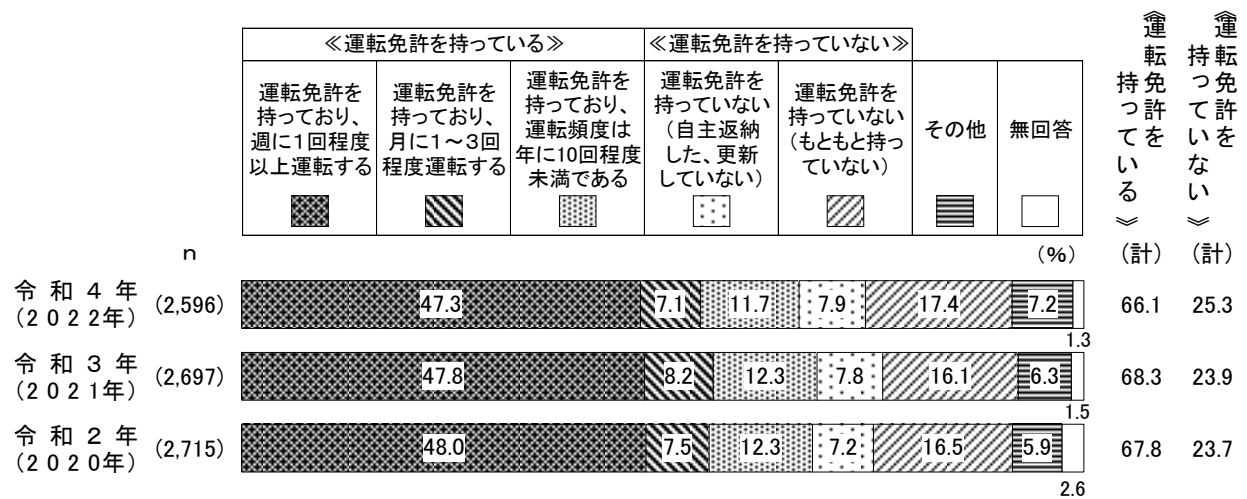 ≪運転免許を持っている≫
≪運転免許を持っていない≫
運転免許を
持っており、
週に1回程度
以上運転する
運転免許を
持っており、
月に1～3回
程度運転する
運転免許を
持っており、
運転頻度は
年に10回程度
未満である
運転免許を
持っていない
（自主返納
した、更新
していない）
運転免許を
持っていない
（もともと持っ
ていない）
その他
無回答
≪運転免許を
持っている≫
（計）
≪運転免許を
持っていない≫
（計）
n
（％）
令和4年
（2022年）
(2,596)
47.3
7.1
11.7
7.9
17.4
7.2
1.3
66.1
25.3
令和3年
（2021年）
(2,697)
47.8
8.2
12.3
7.8
16.1
6.3
1.5
68.3
23.9
令和2年
（2020年）
(2,715)
48.0
7.5
12.3
7.2
16.5
5.9
2.6
67.8
23.7